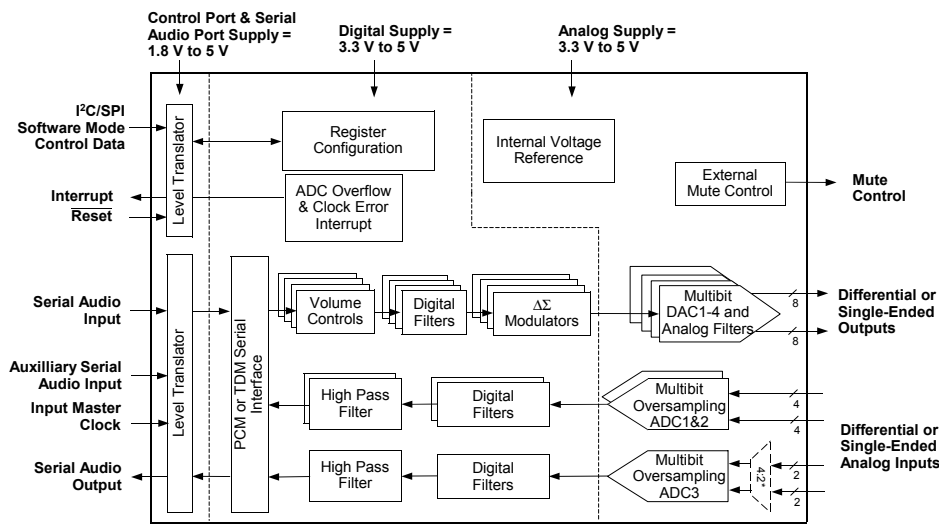 Control Port & Serial
Audio Port Supply =
1.8 V to 5 V
Digital Supply =
3.3 V to 5 V
Analog Supply =
3.3 V to 5 V
I²C/SPI
Software Mode
Control Data
Level Translator
Register
Configuration
Internal Voltage
Reference
External
Mute Control
Mute
Control
Interrupt
Reset
ADC Overflow
& Clock Error
Interrupt
Serial Audio
Input
Level Translator
PCM or TDM Serial
Interface
Volume
Controls
Digital
Filters
ΔΣ
Modulators
Multibit
DAC1-4 and
Analog Filters
8
8
Differential or
Single-Ended
Outputs
Auxilliary Serial
Audio Input
Input Master
Clock
High Pass
Filter
Digital
Filters
Multibit
Oversampling
ADC1&2
4
4
Differential or
Single-Ended
Analog Inputs
Serial Audio
Output
High Pass
Filter
Digital
Filters
Multibit
Oversampling
ADC3
4:2*
2
2